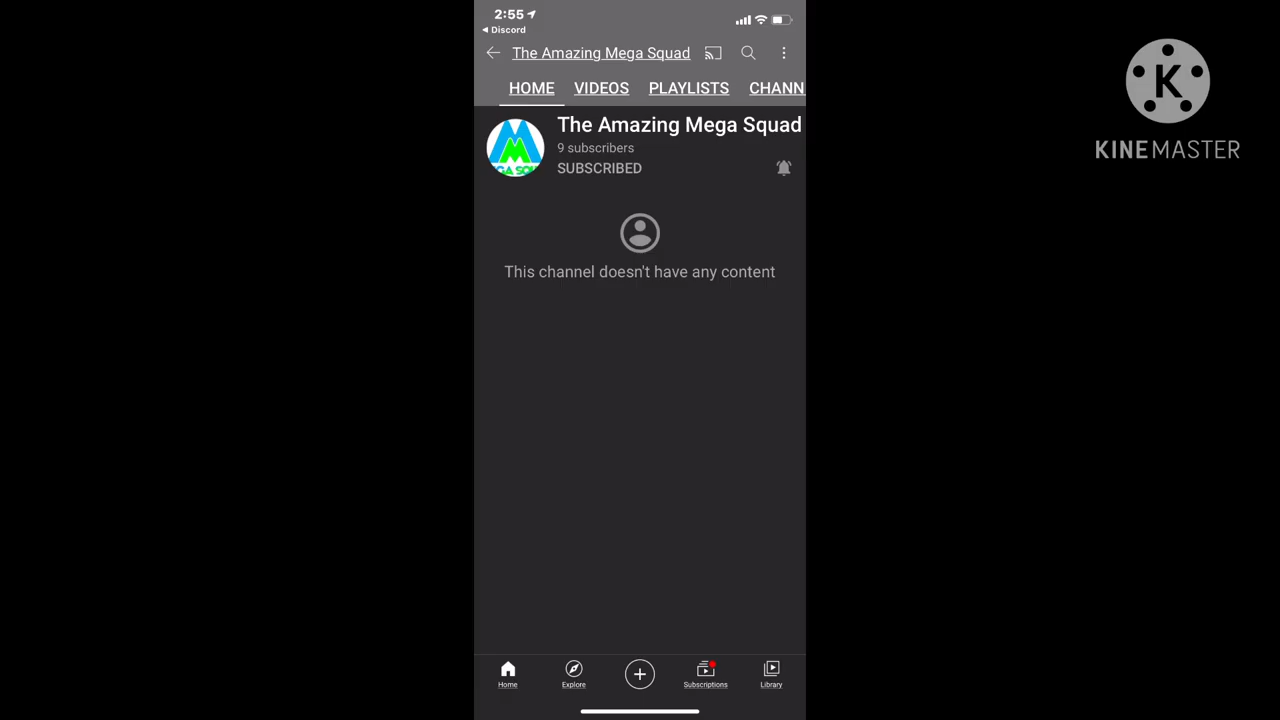 2:55
Discord
The Amazing Mega Squad
HOME VIDEOS PLAYLISTS CHANN
The Amazing Mega Squad
9 subscribers
SUBSCRIBED
This channel doesn't have any content
Home Explore Subscriptions Library
K
KINEMASTER